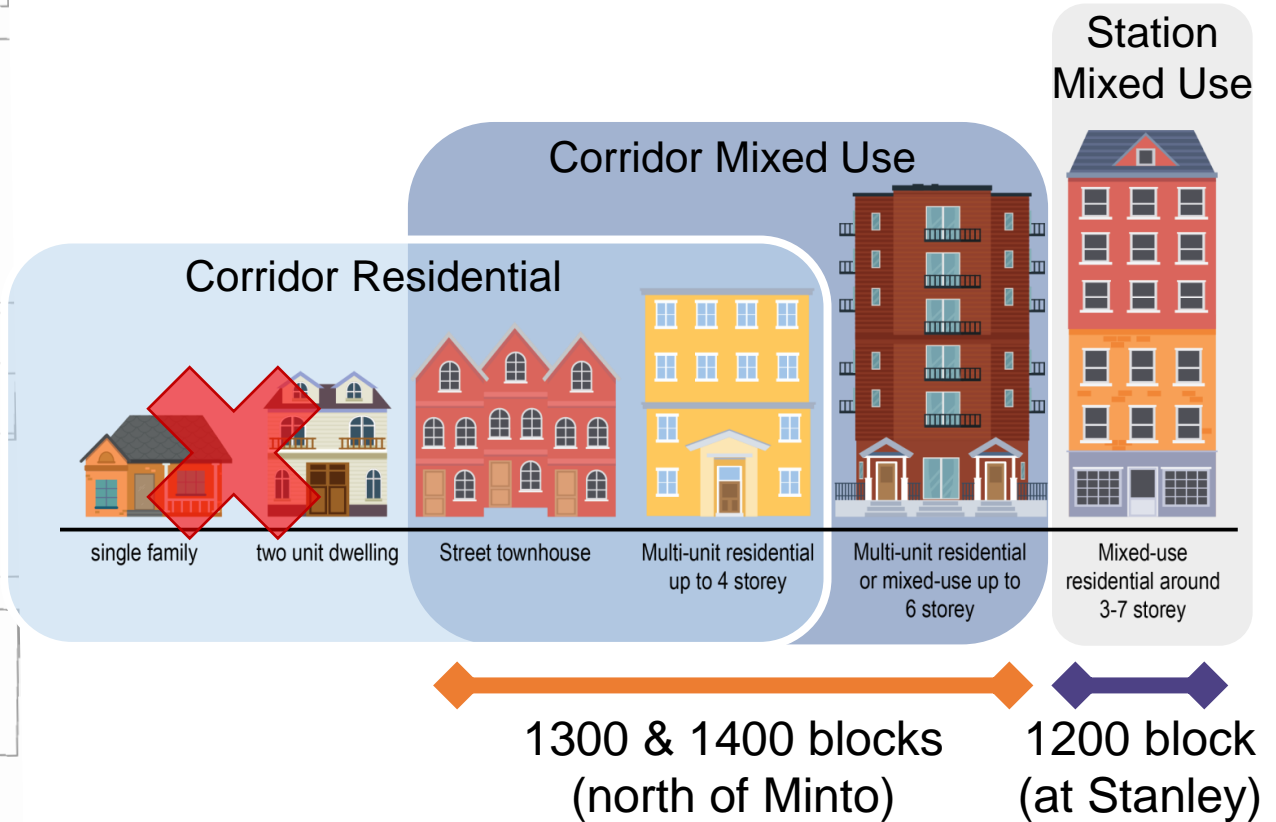 Station
Mixed Use
Corridor Mixed Use
Corridor Residential
single family
two unit dwelling
Street townhouse
Multi-unit residential
up to 4 storey
Multi-unit residential
or mixed-use up to
6 storey
Mixed-use
residential around
3-7 storey
1300 & 1400 blocks
(north of Minto)
1200 block
(at Stanley)